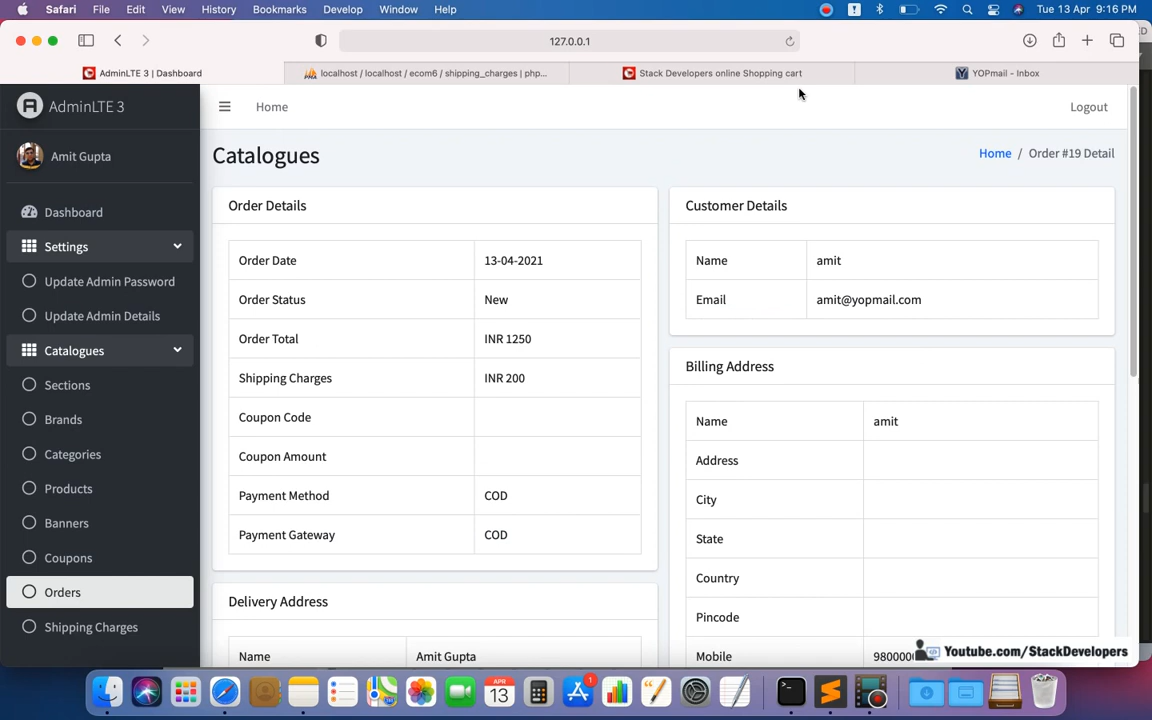 Safari File Edit View History Bookmarks Develop Window Help Tue 13 Apr 9:16 PM
127.0.0.1
AdminLTE 3 | Dashboard localhost / localhost / ecom6 / shipping_charges | php... Stack Developers online Shopping cart YOPmail - Inbox
AdminLTE 3
Home
Logout
Amit Gupta
Dashboard
Settings
Update Admin Password
Update Admin Details
Catalogues
Sections
Brands
Categories
Products
Banners
Coupons
Orders
Shipping Charges
Catalogues
Home / Order #19 Detail
Order Details
Order Date 13-04-2021
Order Status New
Order Total INR 1250
Shipping Charges INR 200
Coupon Code
Coupon Amount
Payment Method COD
Payment Gateway COD
Delivery Address
Name Amit Gupta
Customer Details
Name amit
Email amit@yopmail.com
Billing Address
Name amit
Address
City
State
Country
Pincode
Mobile
Youtube.com/StackDevelopers
APR
13
1